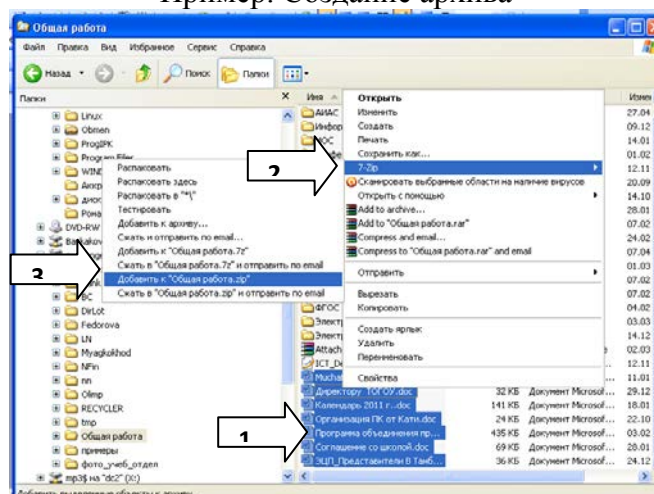 Пример. Создание архива
Общая работа
Файл Правка Вид Избранное Сервис Справка
Назад Поиск Папки
Папки
Linux
Obmen
ProgIPK
Program Files
DVD-RW
BC
DirLot
Fedorova
LN
Myagkokhod
NFin
nn
Olimp
RECYCLER
tmp
Общая работа
примеры
фото_учеб_отдел
mp3$ на "dc2" (X:)
Распаковать
Распаковать здесь
Распаковать в "*\"
Тестировать
Добавить к архиву...
Сжать и отправить по email...
Добавить к "Общая работа.7z"
Сжать в "Общая работа.7z" и отправить по email
Добавить к "Общая работа.zip"
Сжать в "Общая работа.zip" и отправить по email
3
2
1
Имя
АИАС
ФГОС
Открыть
Изменить
Создать
Печать
Сохранить как...
7-Zip
Сканировать выбранные области на наличие вирусов
Открыть с помощью
Add to archive...
Add to "Общая работа.rar"
Compress and email...
Compress to "Общая работа.rar" and email
Отправить
Вырезать
Копировать
Создать ярлык
Удалить
Переименовать
Свойства
27.04
09.12
14.01
01.02
12.11
20.09
14.10
28.01
07.02
24.02
07.04
01.03
07.02
07.02
04.02
03.03
14.12
02.03
12.11
11.01
Директору ТОГОУ.doc 32 КБ Документ Microsof... 29.12
Календарь 2011 г...doc 141 КБ Документ Microsof... 18.01
Организация ПК от Кати.doc 24 КБ Документ Microsof... 22.10
Программа объединения пр... 435 КБ Документ Microsof... 03.02
Соглашение со школой.doc 69 КБ Документ Microsof... 28.01
ЭЦП_Представители В Танб... 36 КБ Документ Microsof... 24.12